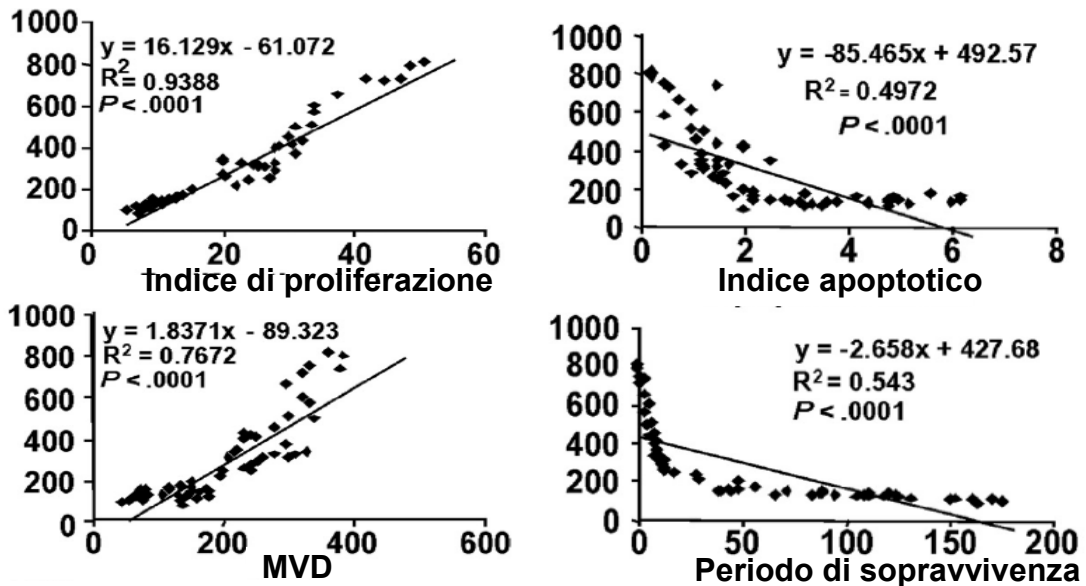 1000
800
600
400
200
0
y = 16.129x - 61.072
R² = 0.9388
P < .0001
0 20 40 60
Indice di proliferazione
1000
800
600
400
200
0
y = -85.465x + 492.57
R² = 0.4972
P < .0001
0 2 4 6 8
Indice apoptotico
1000
800
600
400
200
0
y = 1.8371x - 89.323
R² = 0.7672
P < .0001
0 200 400 600
MVD
1000
800
600
400
200
0
y = -2.658x + 427.68
R² = 0.543
P < .0001
0 50 100 150 200
Periodo di sopravvivenza